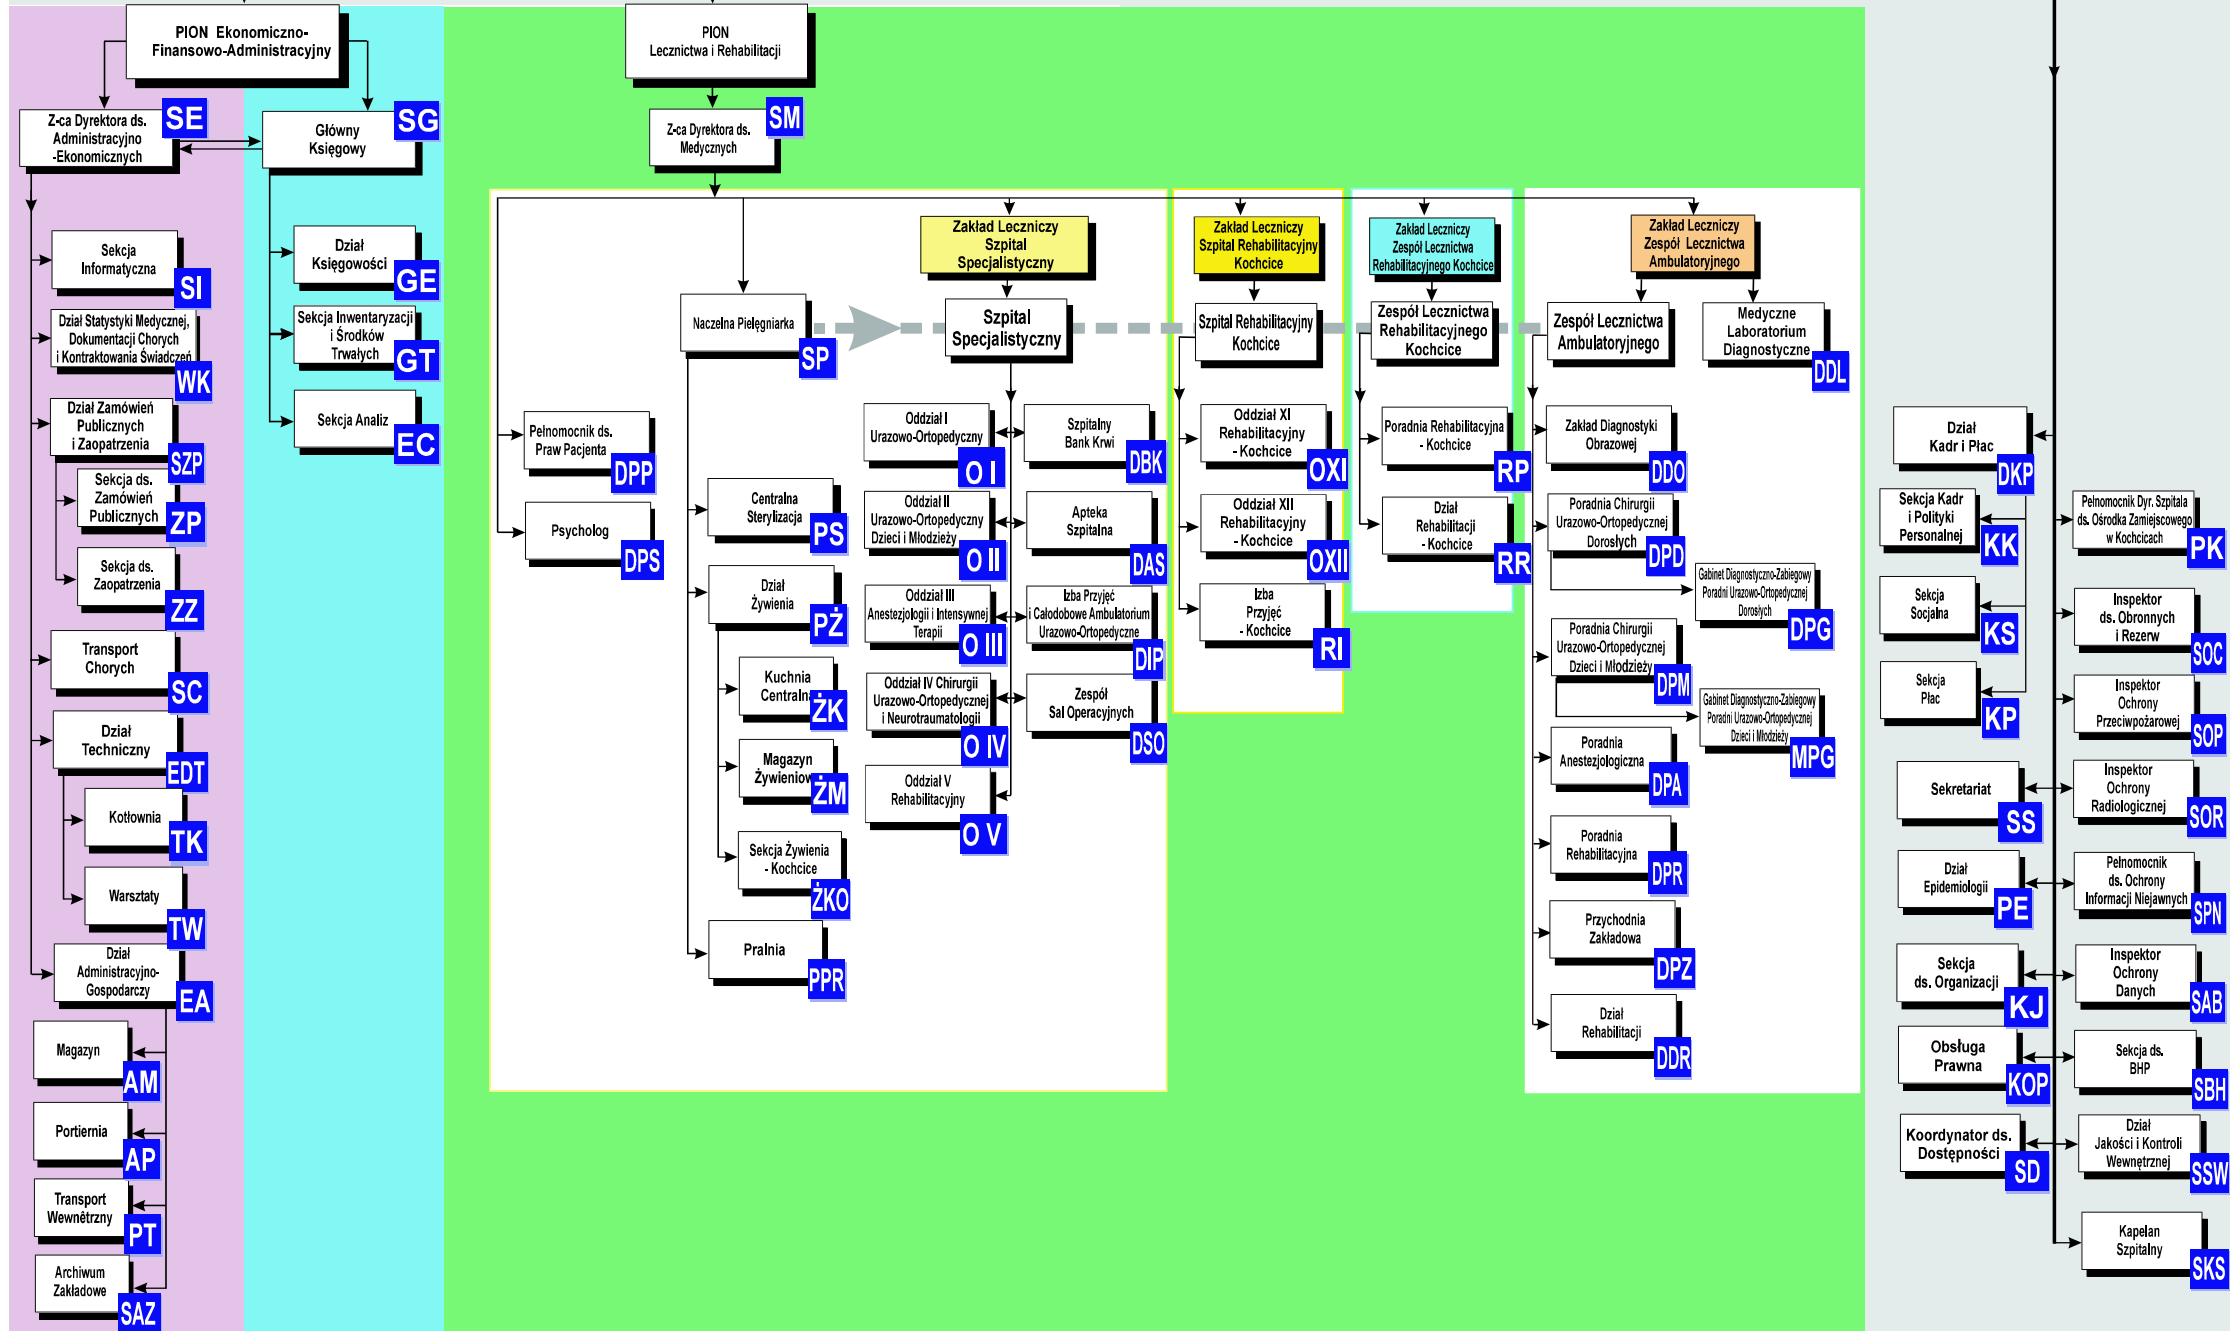 PION Ekonomiczno-
Finansowo-Administracyjny
Z-ca Dyrektora ds.
Administracyjno
-Ekonomicznych
SE
Główny
Księgowy
SG
Sekcja
Informatyczna
SI
Dział Statystyki Medycznej,
Dokumentacji Chorych
i Kontraktowania Świadczeń
WK
Dział Zamówień
Publicznych
i Zaopatrzenia
SZP
Sekcja ds.
Zamówień
Publicznych
ZP
Sekcja ds.
Zaopatrzenia
ZZ
Transport
Chorych
SC
Dział
Techniczny
EDT
Kotłownia
TK
Warsztaty
TW
Dział
Administracyjno-
Gospodarczy
EA
Magazyn
AM
Portiernia
AP
Transport
Wewnêtrzny
PT
Archiwum
Zakładowe
SAZ
Dział
Księgowości
GE
Sekcja Inwentaryzacji
i Środków
Trwałych
GT
Sekcja Analiz
EC
PION
Lecznictwa i Rehabilitacji
Z-ca Dyrektora ds.
Medycznych
SM
Pełnomocnik ds.
Praw Pacjenta
DPP
Psycholog
DPS
Naczelna Pielęgniarka
SP
Centralna
Sterylizacja
PS
Dział
Żywienia
PŻ
Kuchnia
Centralna
ŻK
Magazyn
Żywieniowy
ŻM
Sekcja Żywienia
- Kochcice
ŻKO
Pralnia
PPR
Zakład Leczniczy
Szpital
Specjalistyczny
Szpital
Specjalistyczny
Oddział I
Urazowo-Ortopedyczny
O I
Oddział II
Urazowo-Ortopedyczny
Dzieci i Młodzieży
O II
Oddział III
Anestezjologii i Intensywnej
Terapii
O III
Oddział IV Chirurgii
Urazowo-Ortopedycznej
i Neurotraumatologii
O IV
Oddział V
Rehabilitacyjny
O V
Szpitalny
Bank Krwi
DBK
Apteka
Szpitalna
DAS
Izba Przyjęć
i Całodobowe Ambulatorium
Urazowo-Ortopedyczne
DIP
Zespół
Sal Operacyjnych
DSO
Zakład Leczniczy
Szpital Rehabilitacyjny
Kochcice
Szpital Rehabilitacyjny
Kochcice
Oddział XI
Rehabilitacyjny
- Kochcice
OXI
Oddział XII
Rehabilitacyjny
- Kochcice
OXII
Izba
Przyjęć
- Kochcice
RI
Zakład Leczniczy
Zespół Lecznictwa
Rehabilitacyjnego Kochcice
Zespół Lecznictwa
Rehabilitacyjnego
Kochcice
Poradnia Rehabilitacyjna
- Kochcice
RP
Dział
Rehabilitacji
- Kochcice
RR
Zakład Leczniczy
Zespół Lecznictwa
Ambulatoryjnego
Zespół Lecznictwa
Ambulatoryjnego
Medyczne
Laboratorium
Diagnostyczne
DDL
Zakład Diagnostyki
Obrazowej
DDO
Poradnia Chirurgii
Urazowo-Ortopedycznej
Dorosłych
DPD
Gabinet Diagnostyczno-Zabiegowy
Poradni Urazowo-Ortopedycznej
Dorosłych
DPG
Poradnia Chirurgii
Urazowo-Ortopedycznej
Dzieci i Młodzieży
DPM
Gabinet Diagnostyczno-Zabiegowy
Poradni Urazowo-Ortopedycznej
Dzieci i Młodzieży
MPG
Poradnia
Anestezjologiczna
DPA
Poradnia
Rehabilitacyjna
DPR
Przychodnia
Zakładowa
DPZ
Dział
Rehabilitacji
DDR
Dział
Kadr i Płac
DKP
Sekcja Kadr
i Polityki
Personalnej
KK
Sekcja
Socjalna
KS
Sekcja
Płac
KP
Sekretariat
SS
Dział
Epidemiologii
PE
Sekcja
ds. Organizacji
KJ
Obsługa
Prawna
KOP
Koordynator ds.
Dostępności
SD
Pełnomocnik Dyr. Szpitala
ds. Ośrodka Zamiejscowego
w Kochcicach
PK
Inspektor
ds. Obronnych
i Rezerw
SOC
Inspektor
Ochrony
Przeciwpożarowej
SOP
Inspektor
Ochrony
Radiologicznej
SOR
Pełnomocnik
ds. Ochrony
Informacji Niejawnych
SPN
Inspektor
Ochrony
Danych
SAB
Sekcja ds.
BHP
SBH
Dział
Jakości i Kontroli
Wewnętrznej
SSW
Kapelan
Szpitalny
SKS